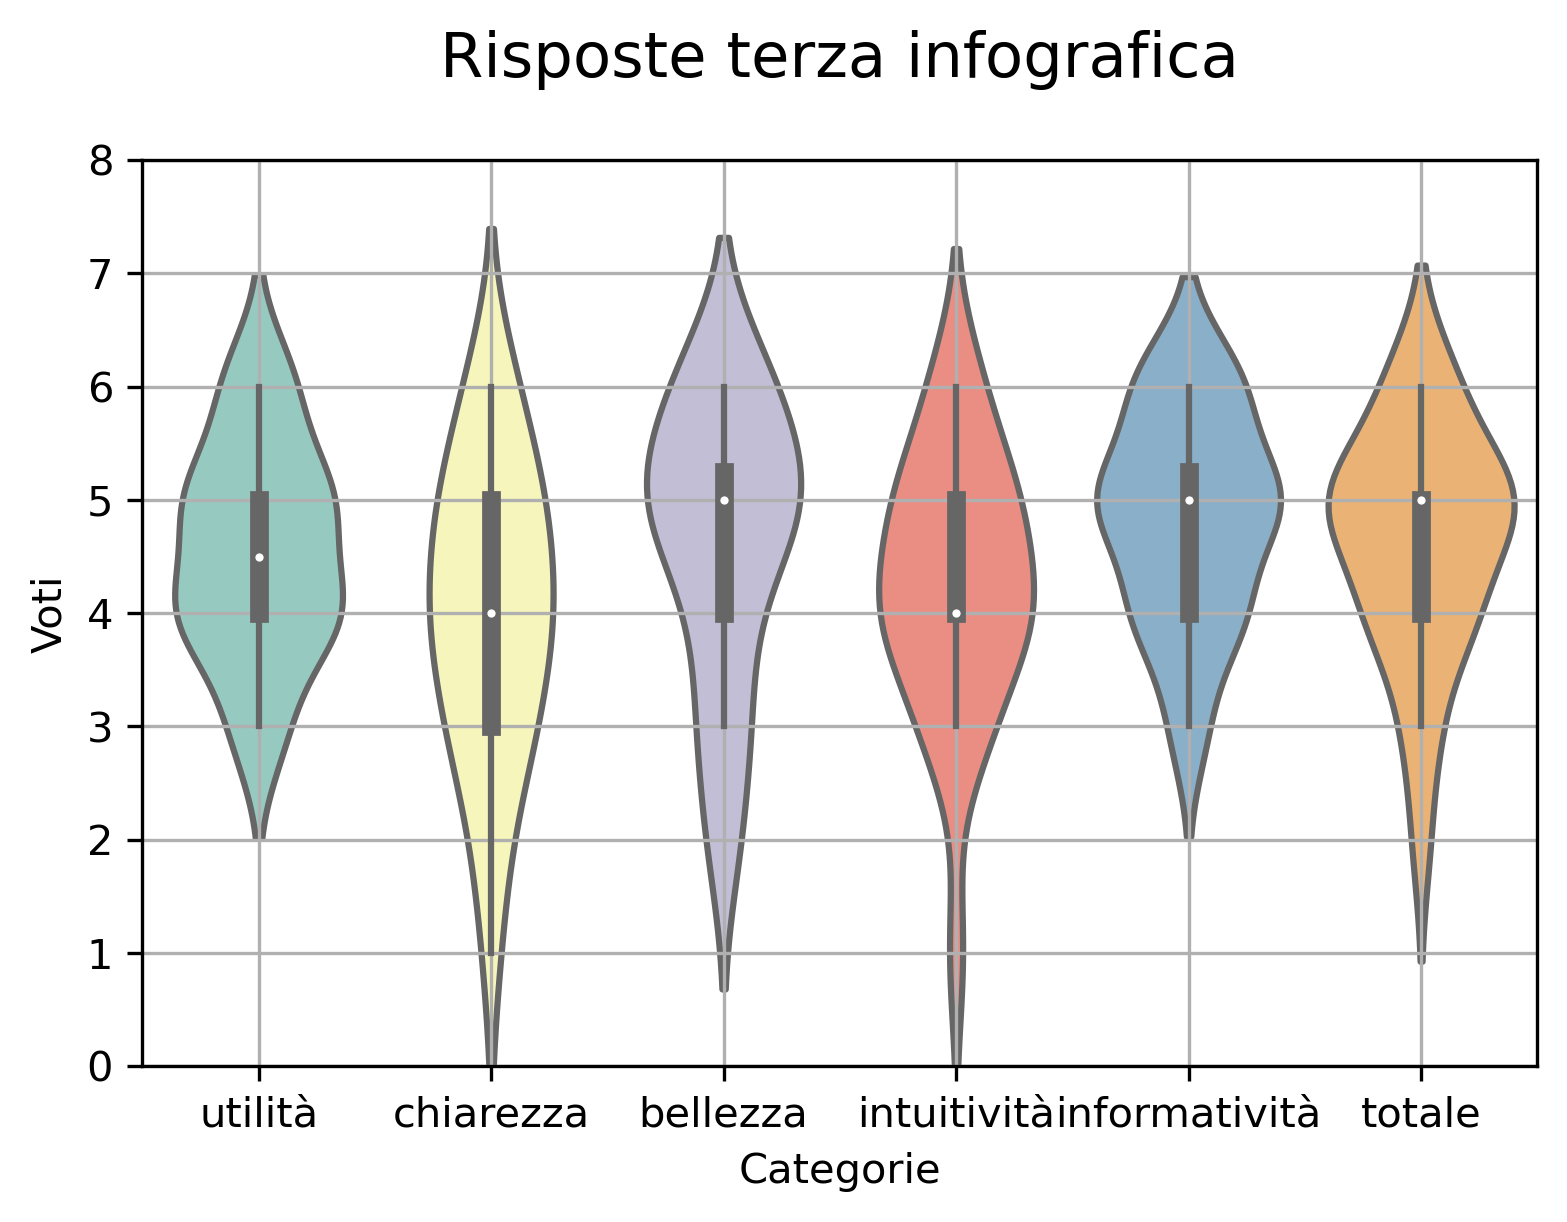 Risposte terza infografica
8
7
6
5
4
3
2
1
0
Voti
utilità chiarezza bellezza intuitività informatività totale
Categorie